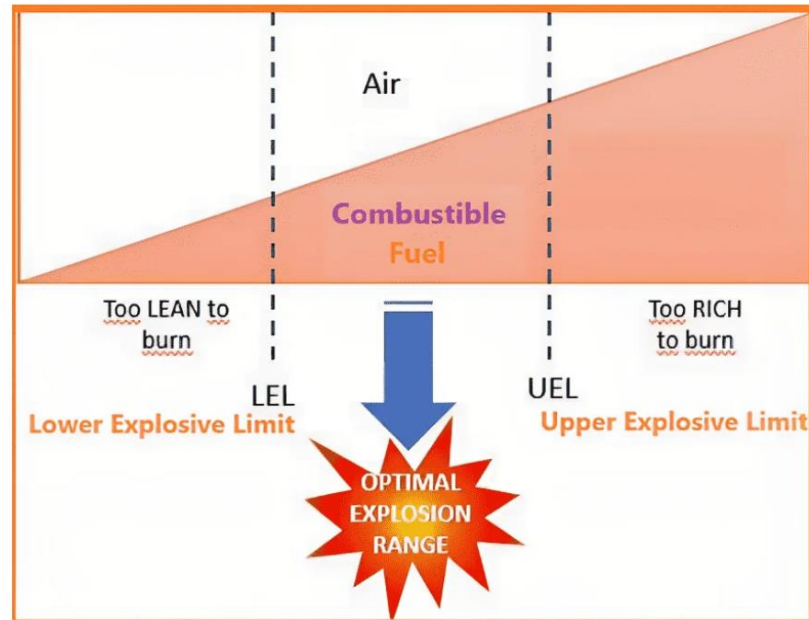 Air
Combustible
Fuel
Too LEAN to
burn
Too RICH
to burn
LEL
UEL
Lower Explosive Limit
Upper Explosive Limit
OPTIMAL
EXPLOSION
RANGE